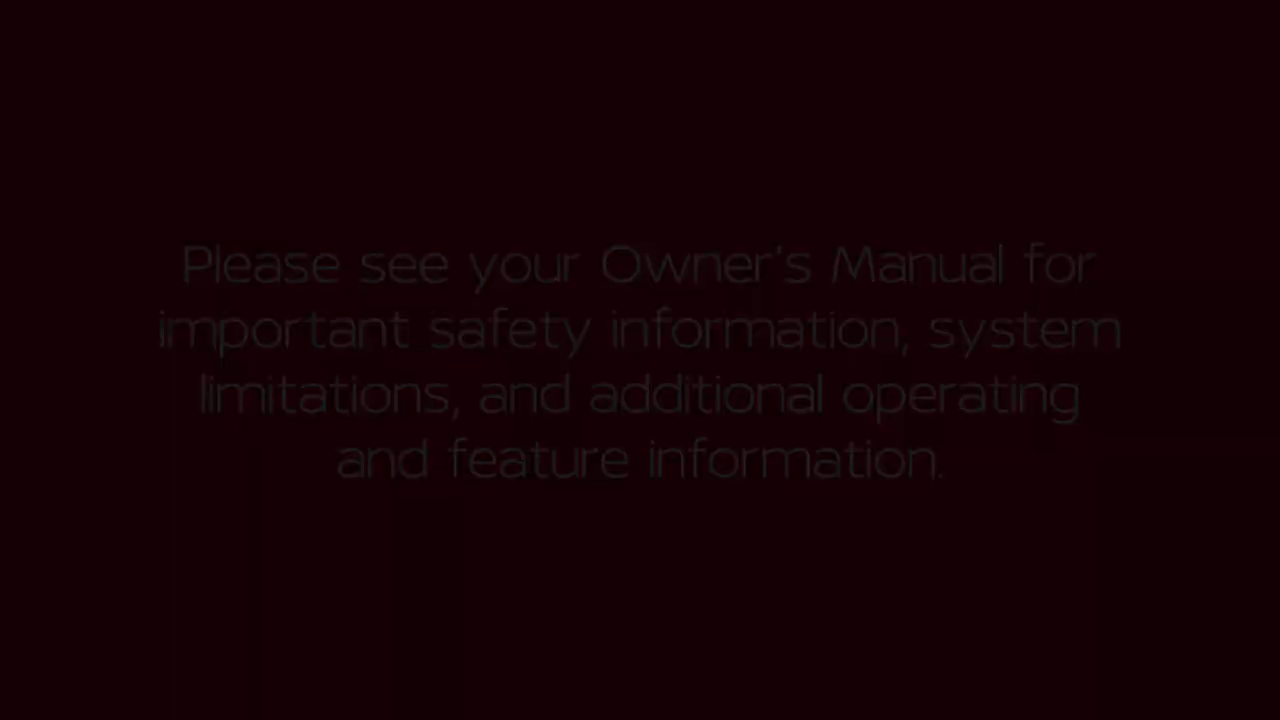 Please see your Owner's Manual for
important safety information, system
limitations, and additional operating
and feature information.